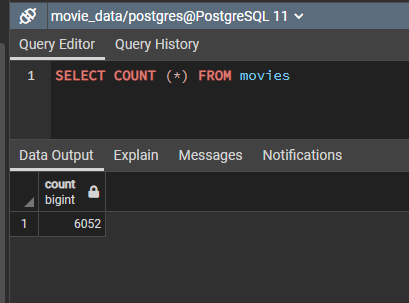 movie_data/postgres@PostgreSQL 11
Query Editor Query History
1 SELECT COUNT (*) FROM movies
Data Output Explain Messages Notifications
count
bigint
1 6052